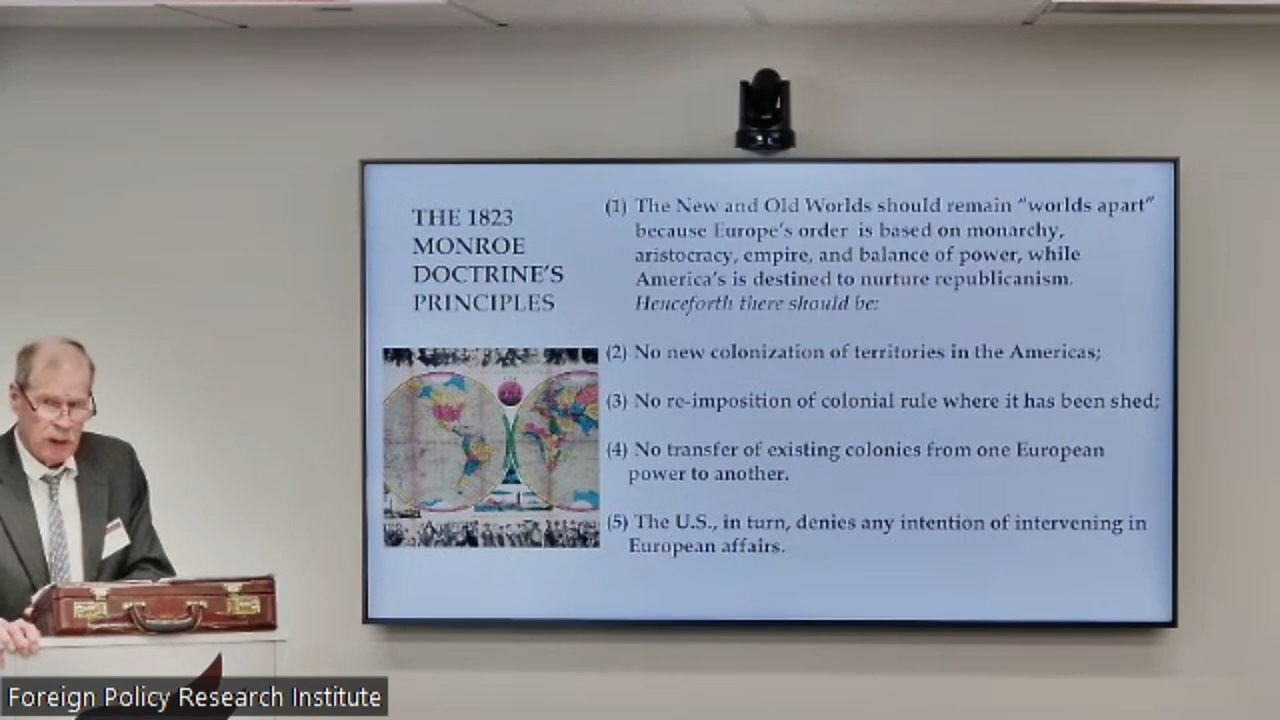 THE 1823
MONROE
DOCTRINE'S
PRINCIPLES
(1) The New and Old Worlds should remain "worlds apart"
because Europe's order is based on monarchy,
aristocracy, empire, and balance of power, while
America's is destined to nurture republicanism.
Henceforth there should be:
(2) No new colonization of territories in the Americas;
(3) No re-imposition of colonial rule where it has been shed;
(4) No transfer of existing colonies from one European
power to another.
(5) The U.S., in turn, denies any intention of intervening in
European affairs.
Foreign Policy Research Institute